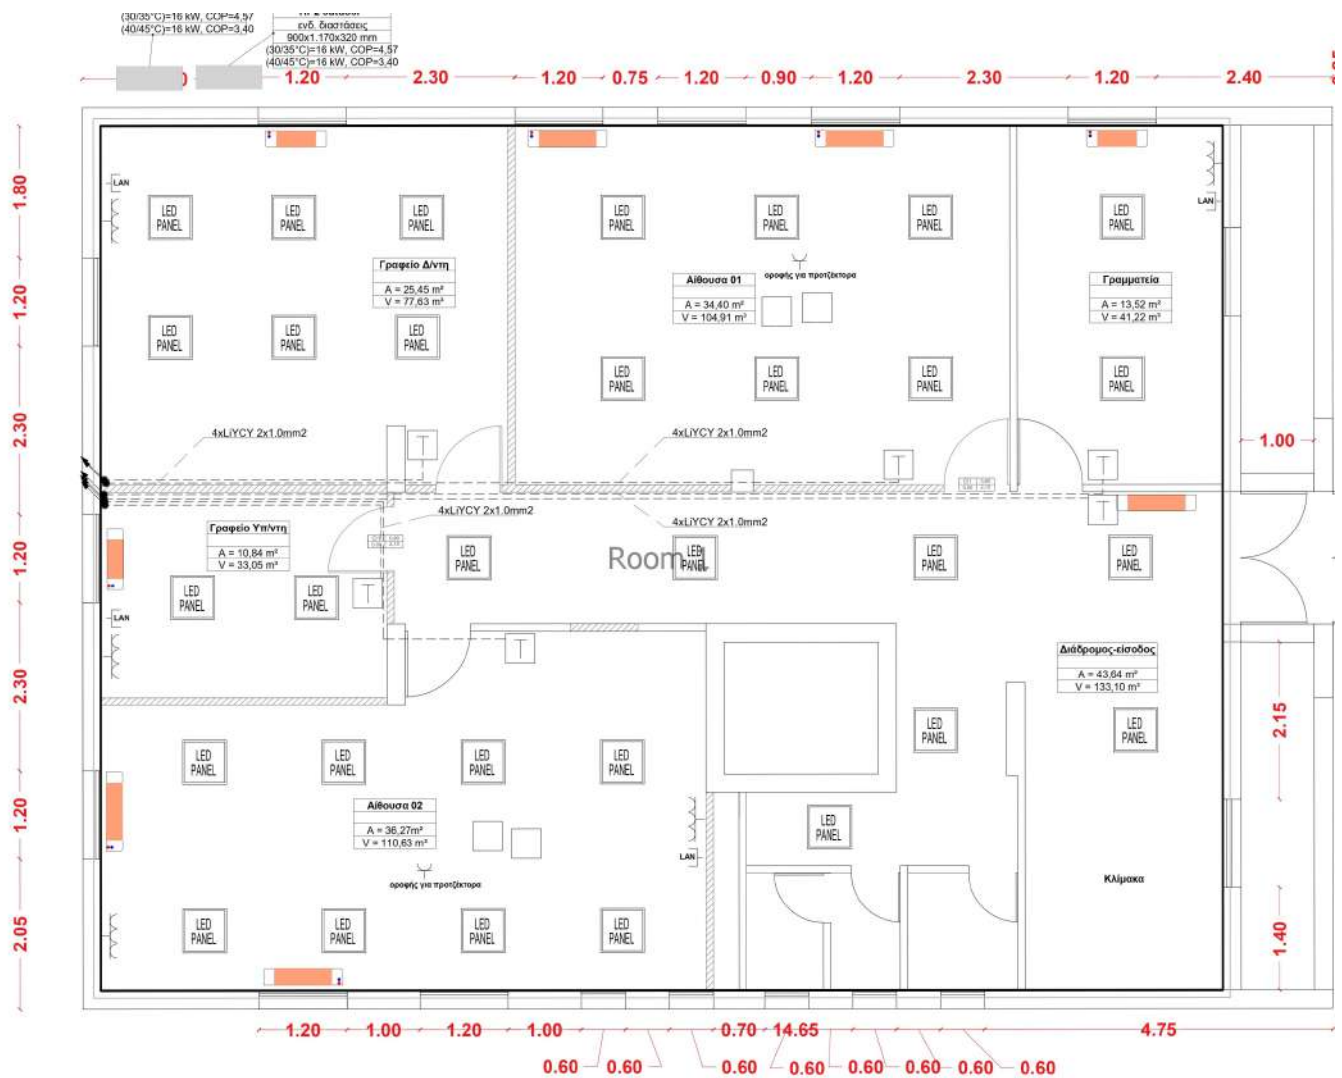 (30/35°C)=16 kW, COP=4,57
(40/45°C)=16 kW, COP=3,40
ενδ. διαστάσεις
900x1.170x320 mm
(30/35°C)=16 kW, COP=4,57
(40/45°C)=16 kW, COP=3,40
1.20 2.30 1.20 0.75 1.20 0.90 1.20 2.30 1.20 2.40
1.80
1.20
2.30
1.20
2.30
1.20
2.05
LAN
LAN
LED PANEL
LED PANEL
LED PANEL
LED PANEL
LED PANEL
LED PANEL
LED PANEL
Γραφείο Δ/ντη
A = 25,45 m²
V = 77,63 m³
Αίθουσα 01
A = 34,40 m²
V = 104,91 m³
οροφής για προτζέκτορα
Γραμματεία
A = 13,52 m²
V = 41,22 m³
LED PANEL
LED PANEL
LED PANEL
LED PANEL
LED PANEL
LED PANEL
LED PANEL
4xLiYCY 2x1.0mm2
4xLiYCY 2x1.0mm2
T
T
T
1.00
4xLiYCY 2x1.0mm2
4xLiYCY 2x1.0mm2
T
Γραφείο Υπ/ντη
A = 10,84 m²
V = 33,05 m³
LED PANEL
LED PANEL
LED PANEL
LED PANEL
Room 1
LED PANEL
LED PANEL
T
LAN
T
Διάδρομος-είσοδος
A = 43,64 m²
V = 133,10 m³
2.15
LED PANEL
LED PANEL
LED PANEL
LED PANEL
LED PANEL
LED PANEL
Αίθουσα 02
A = 36,27m²
V = 110,63 m³
οροφής για προτζέκτορα
LAN
LED PANEL
Κλίμακα
LED PANEL
LED PANEL
LED PANEL
LED PANEL
1.40
1.20 1.00 1.20 1.00 0.70 14.65 4.75
0.60 0.60 0.60 0.60 0.60 0.60 0.60